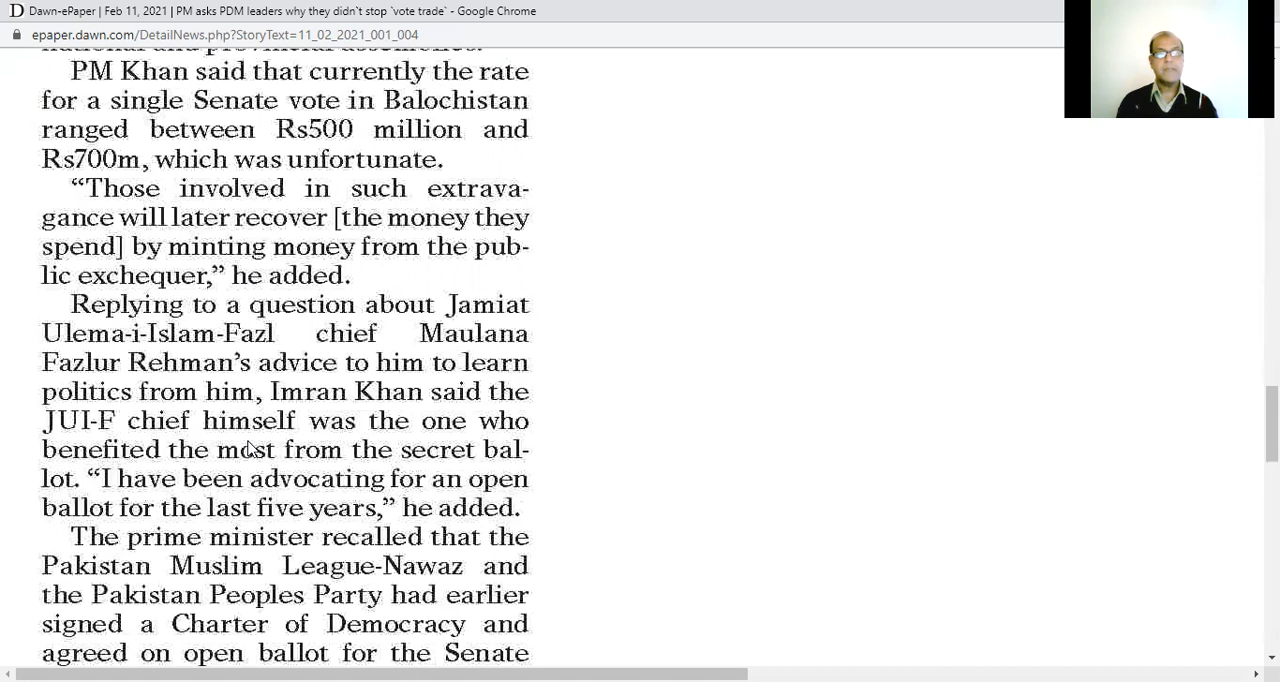 Dawn-ePaper | Feb 11, 2021 | PM asks PDM leaders why they didn`t stop `vote trade` - Google Chrome
epaper.dawn.com/DetailNews.php?StoryText=11_02_2021_001_004
national and provincial assemblies.
PM Khan said that currently the rate
for a single Senate vote in Balochistan
ranged between Rs500 million and
Rs700m, which was unfortunate.
“Those involved in such extrava-
gance will later recover [the money they
spend] by minting money from the pub-
lic exchequer,” he added.
Replying to a question about Jamiat
Ulema-i-Islam-Fazl chief Maulana
Fazlur Rehman’s advice to him to learn
politics from him, Imran Khan said the
JUI-F chief himself was the one who
benefited the most from the secret bal-
lot. “I have been advocating for an open
ballot for the last five years,” he added.
The prime minister recalled that the
Pakistan Muslim League-Nawaz and
the Pakistan Peoples Party had earlier
signed a Charter of Democracy and
agreed on open ballot for the Senate